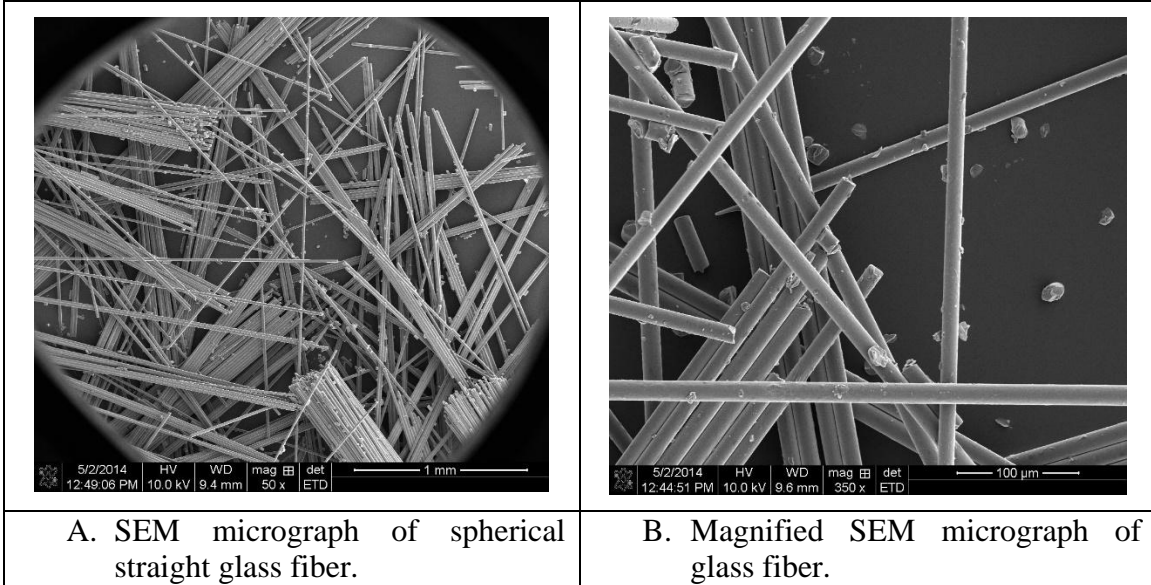 5/2/2014 HV WD mag det 1 mm
12:49:06 PM 10.0 kV 9.4 mm 50 x ETD
5/2/2014 HV WD mag det 100 µm
12:44:51 PM 10.0 kV 9.6 mm 350 x ETD
A. SEM micrograph of spherical
straight glass fiber.
B. Magnified SEM micrograph of
glass fiber.